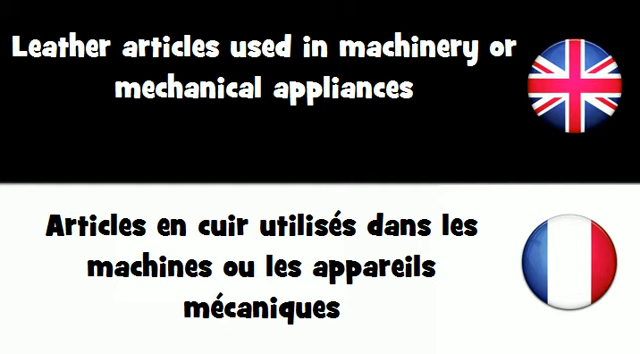 Leather articles used in machinery or
mechanical appliances
Articles en cuir utilisés dans les
machines ou les appareils
mécaniques